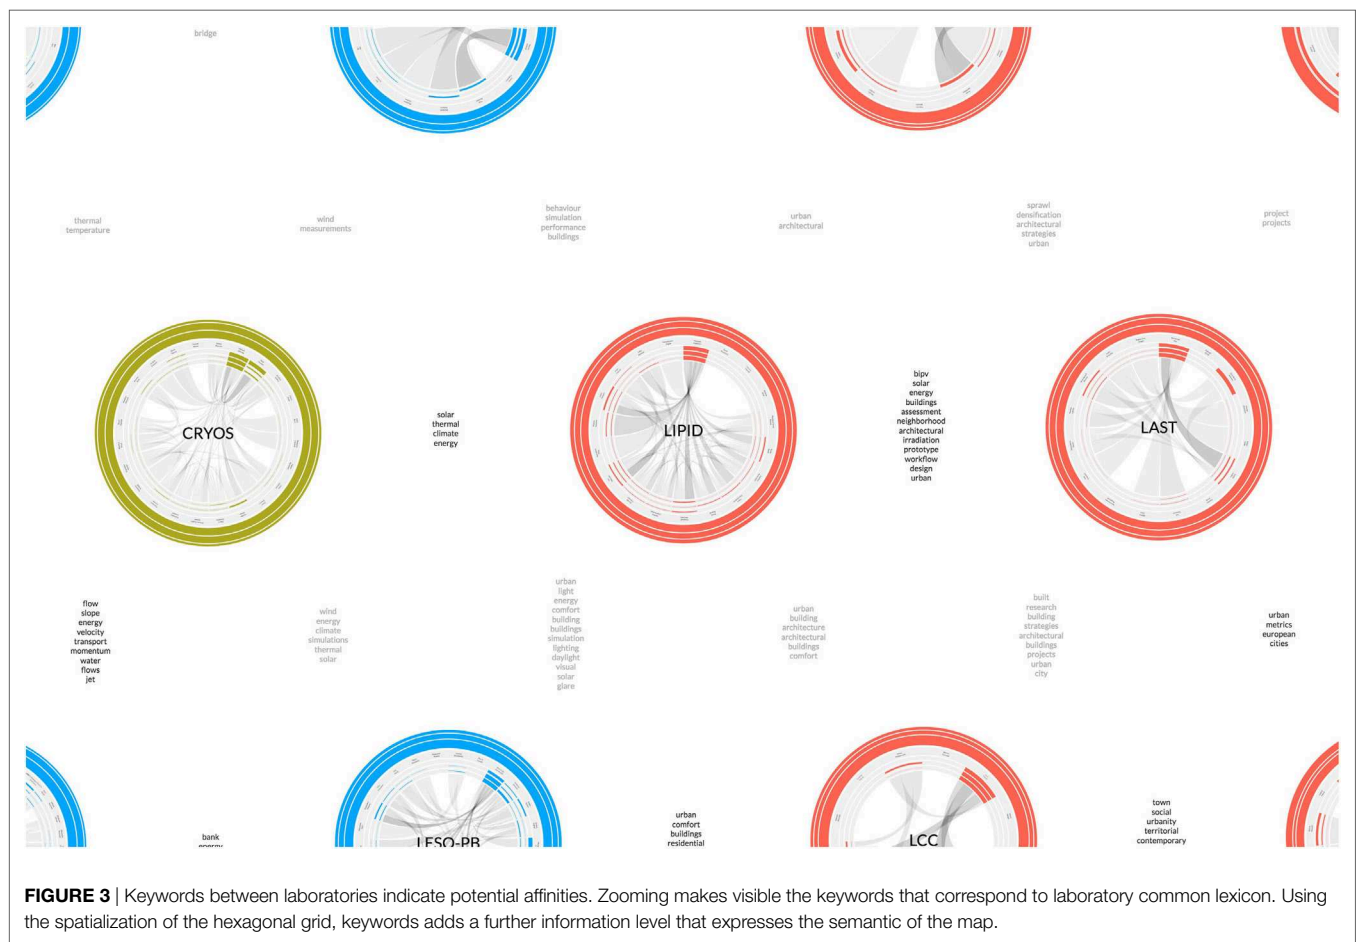 bridge
thermal
temperature
wind
measurements
behaviour
simulation
performance
buildings
urban
architectural
sprawl
densification
architectural
strategies
urban
project
projects
CRYOS
solar
thermal
climate
energy
LIPID
bipv
solar
energy
buildings
assessment
neighborhood
architectural
irradiation
prototype
workflow
design
urban
LAST
flow
slope
energy
velocity
transport
momentum
water
flows
jet
wind
energy
climate
simulations
thermal
solar
urban
light
energy
comfort
building
buildings
simulation
lighting
daylight
visual
solar
glare
urban
building
architecture
architectural
buildings
comfort
built
research
building
strategies
architectural
buildings
projects
urban
city
urban
metrics
european
cities
bank
energy
LESO-PB
urban
comfort
buildings
residential
LCC
town
social
urbanity
territorial
contemporary
FIGURE 3 | Keywords between laboratories indicate potential affinities. Zooming makes visible the keywords that correspond to laboratory common lexicon. Using
the spatialization of the hexagonal grid, keywords adds a further information level that expresses the semantic of the map.